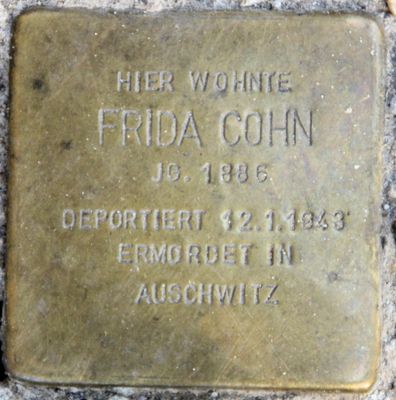 HIER WOHNTE
FRIDA COHN
JG. 1886
DEPORTIERT 12.1.1943
ERMORDET IN
AUSCHWITZ